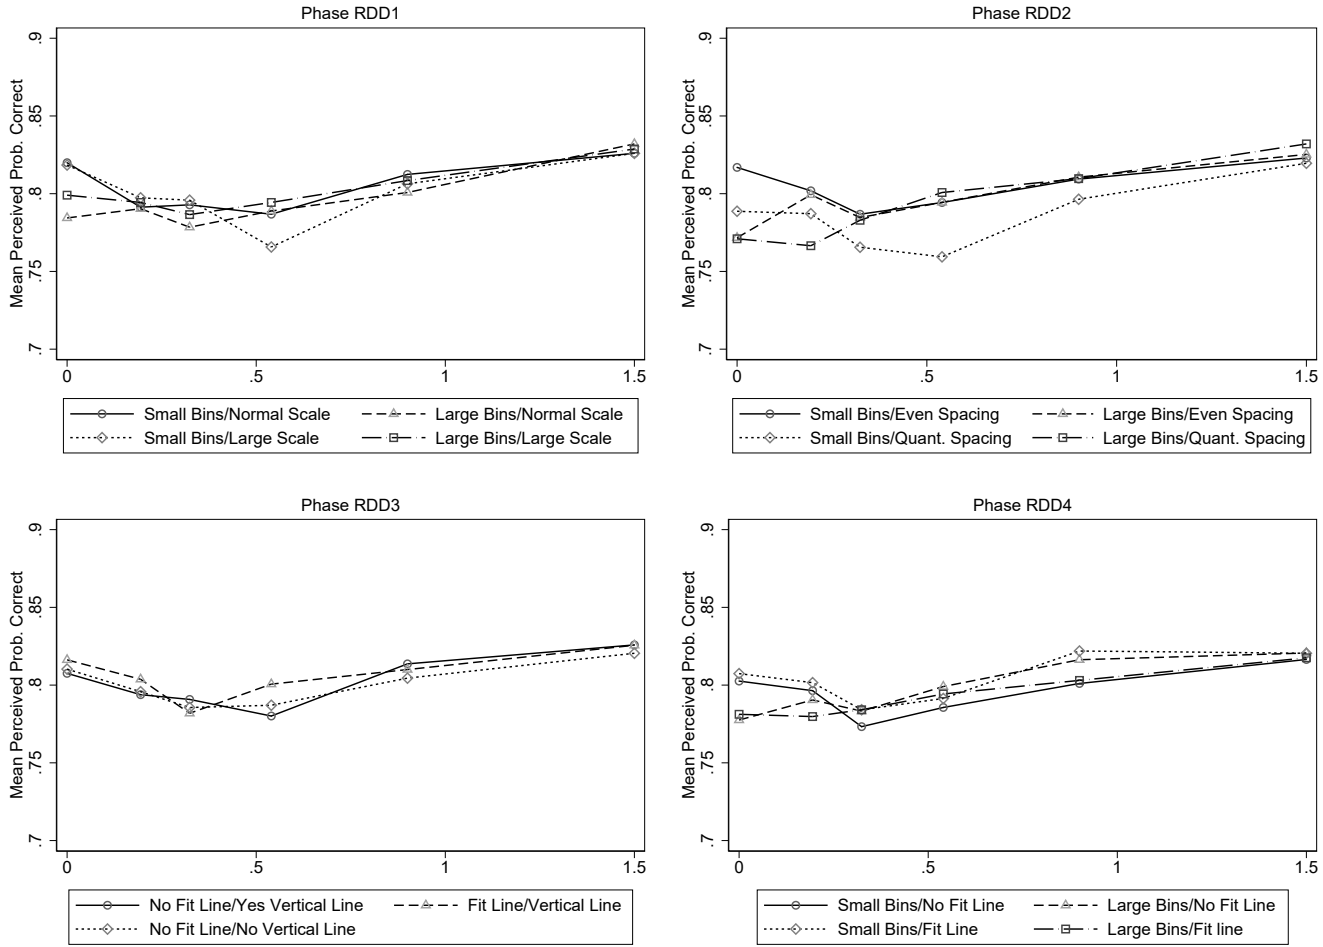 Phase RDD1
Mean Perceived Prob. Correct
.9
.85
.8
.75
.7
0 .5 1 1.5
Small Bins/Normal Scale Large Bins/Normal Scale
Small Bins/Large Scale Large Bins/Large Scale
Phase RDD2
Mean Perceived Prob. Correct
.9
.85
.8
.75
.7
0 .5 1 1.5
Small Bins/Even Spacing Large Bins/Even Spacing
Small Bins/Quant. Spacing Large Bins/Quant. Spacing
Phase RDD3
Mean Perceived Prob. Correct
.9
.85
.8
.75
.7
0 .5 1 1.5
No Fit Line/Yes Vertical Line Fit Line/Vertical Line
No Fit Line/No Vertical Line
Phase RDD4
Mean Perceived Prob. Correct
.9
.85
.8
.75
.7
0 .5 1 1.5
Small Bins/No Fit Line Large Bins/No Fit Line
Small Bins/Fit Line Large Bins/Fit line